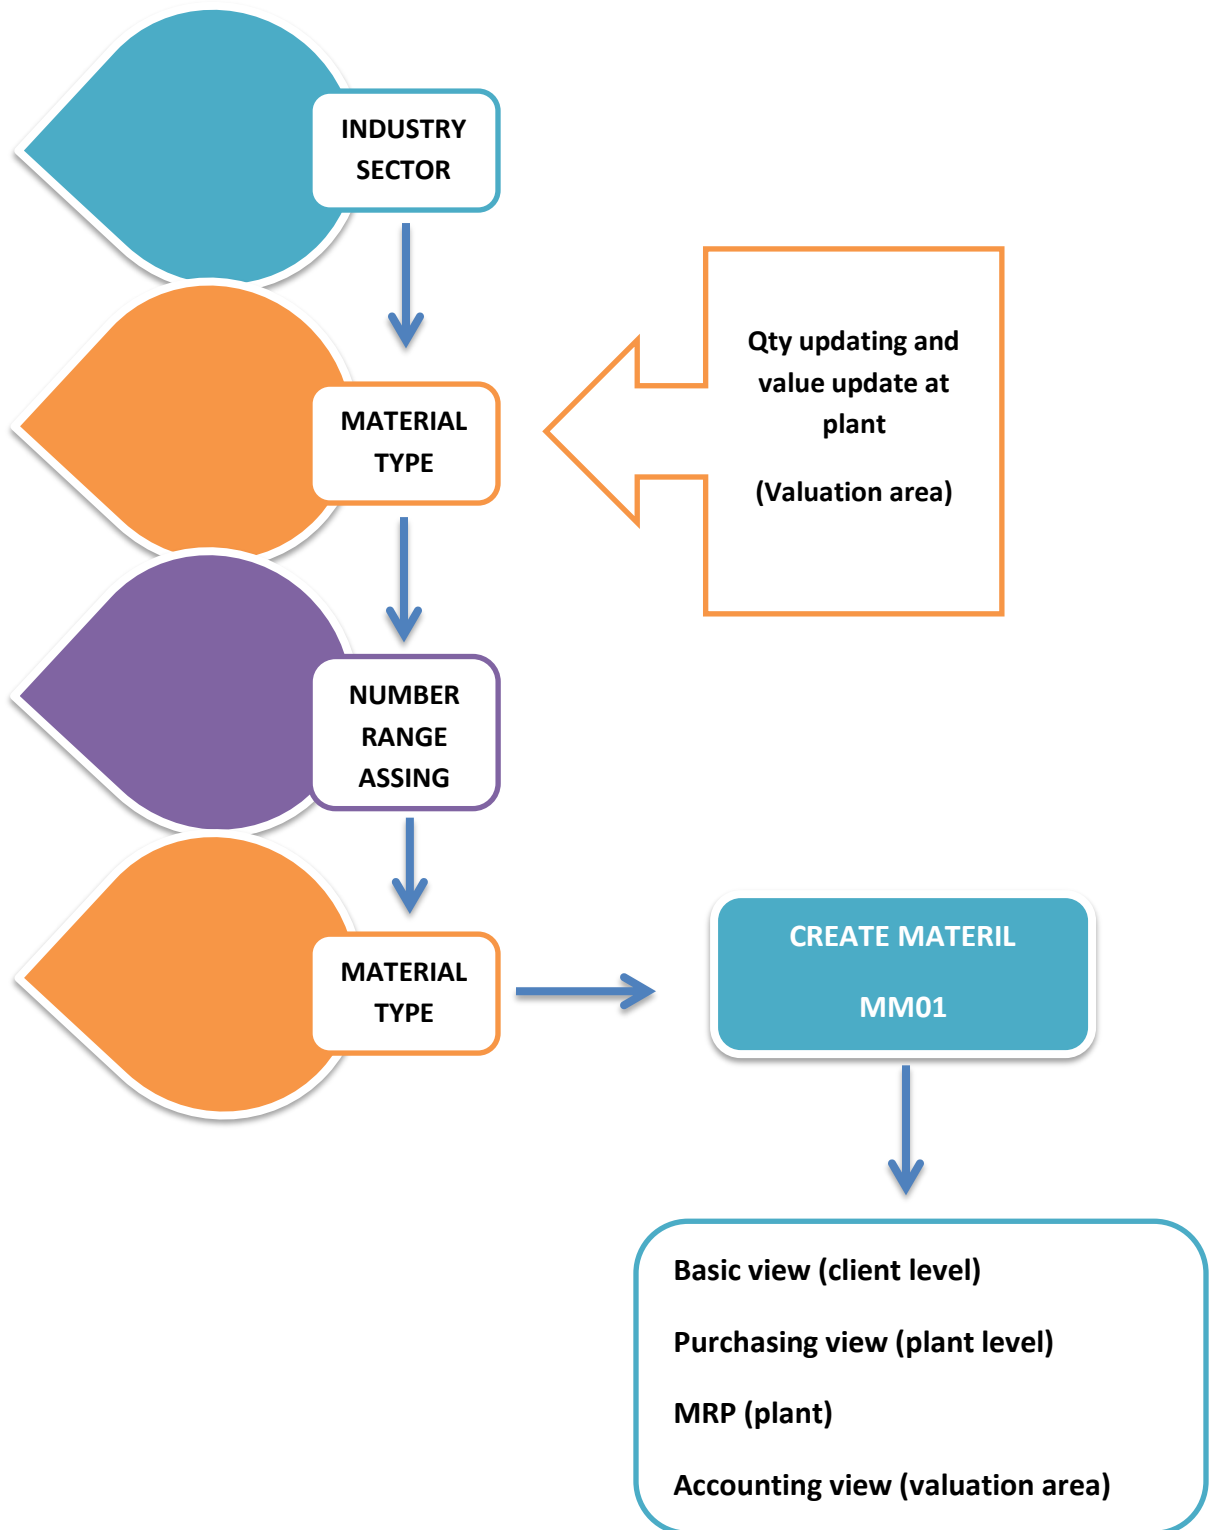 INDUSTRY
SECTOR
Qty updating and
value update at
plant
(Valuation area)
MATERIAL
TYPE
NUMBER
RANGE
ASSING
MATERIAL
TYPE
CREATE MATERIL
MM01
Basic view (client level)
Purchasing view (plant level)
MRP (plant)
Accounting view (valuation area)